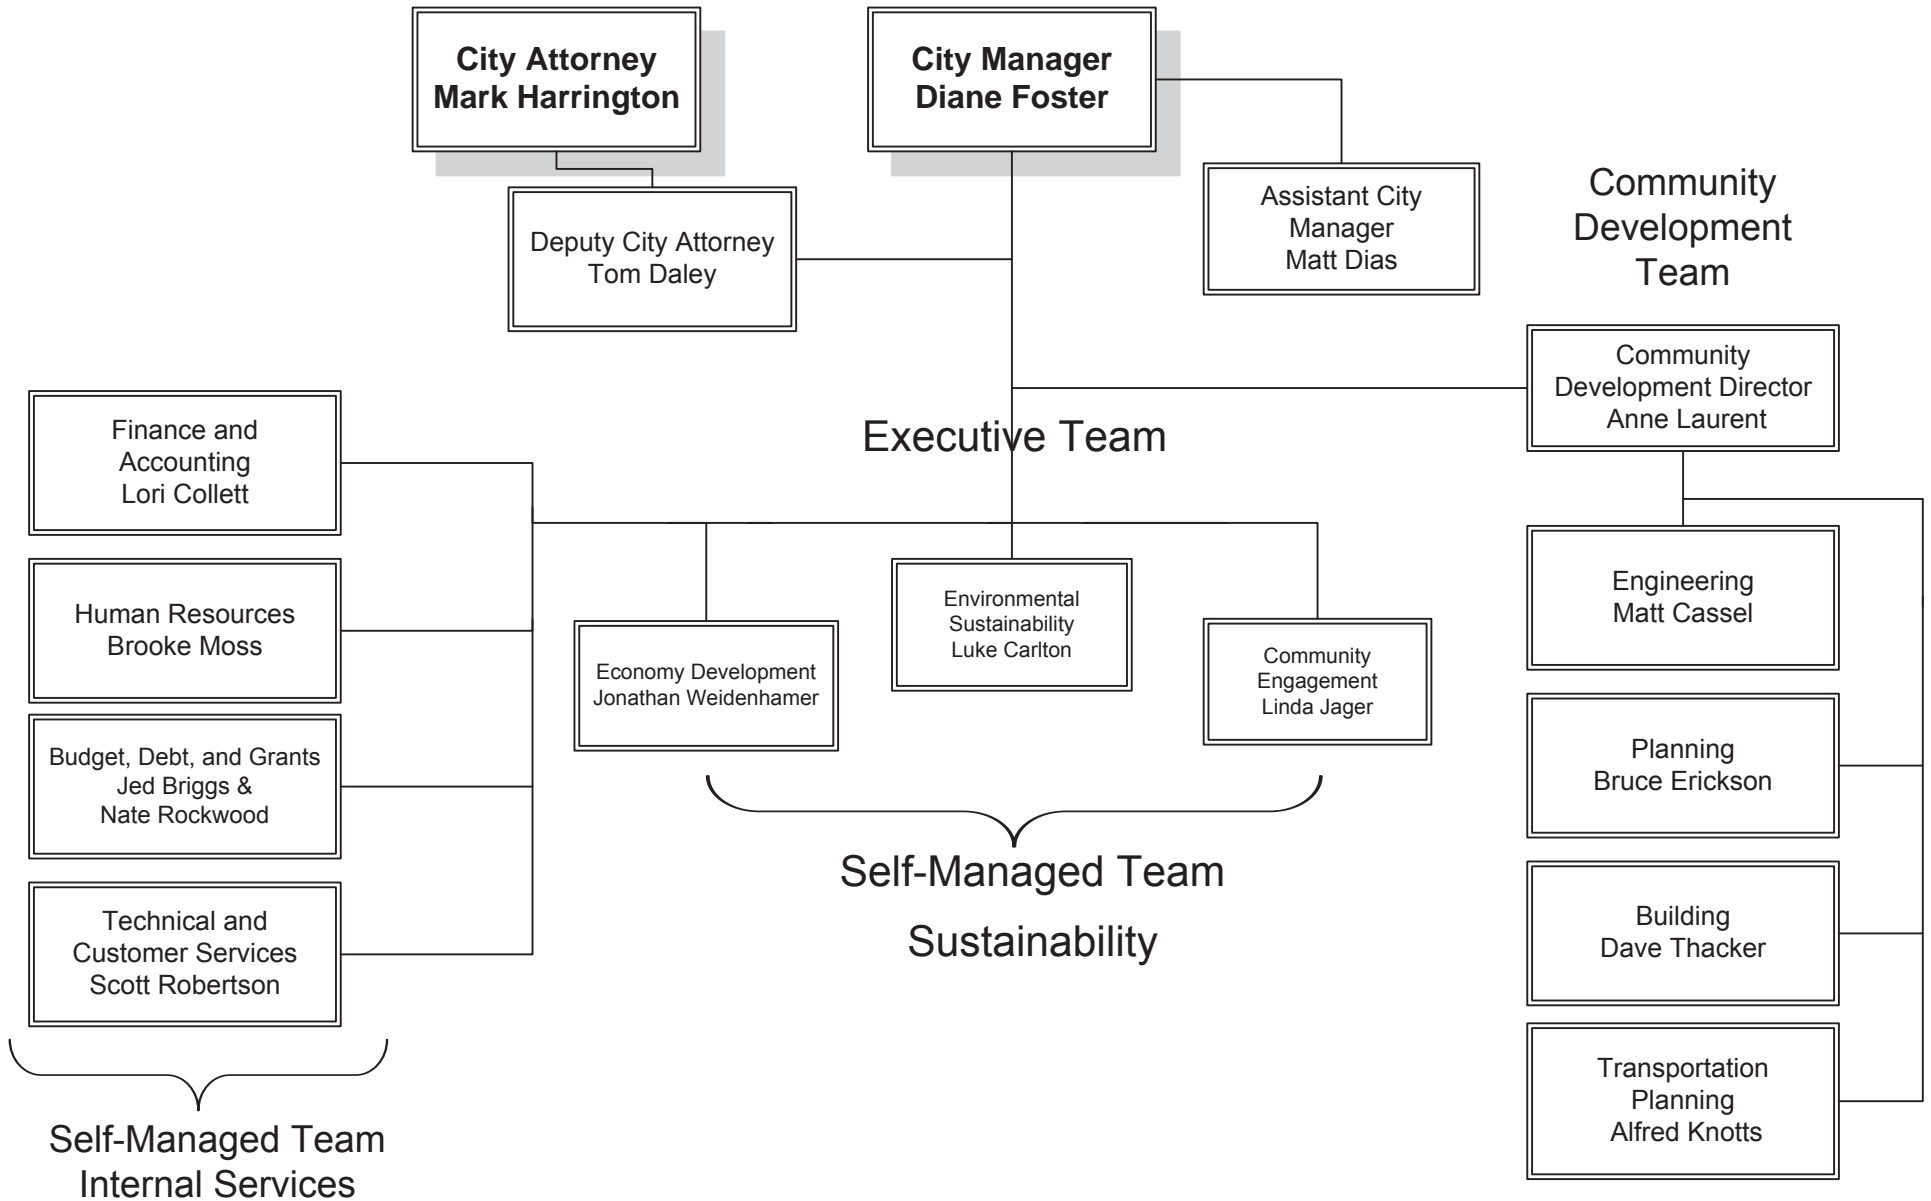 City Attorney
Mark Harrington
City Manager
Diane Foster
Deputy City Attorney
Tom Daley
Assistant City
Manager
Matt Dias
Community
Development
Team
Community
Development Director
Anne Laurent
Executive Team
Finance and
Accounting
Lori Collett
Human Resources
Brooke Moss
Budget, Debt, and Grants
Jed Briggs &
Nate Rockwood
Technical and
Customer Services
Scott Robertson
Self-Managed Team
Internal Services
Economy Development
Jonathan Weidenhamer
Environmental
Sustainability
Luke Carlton
Community
Engagement
Linda Jager
Self-Managed Team
Sustainability
Engineering
Matt Cassel
Planning
Bruce Erickson
Building
Dave Thacker
Transportation
Planning
Alfred Knotts